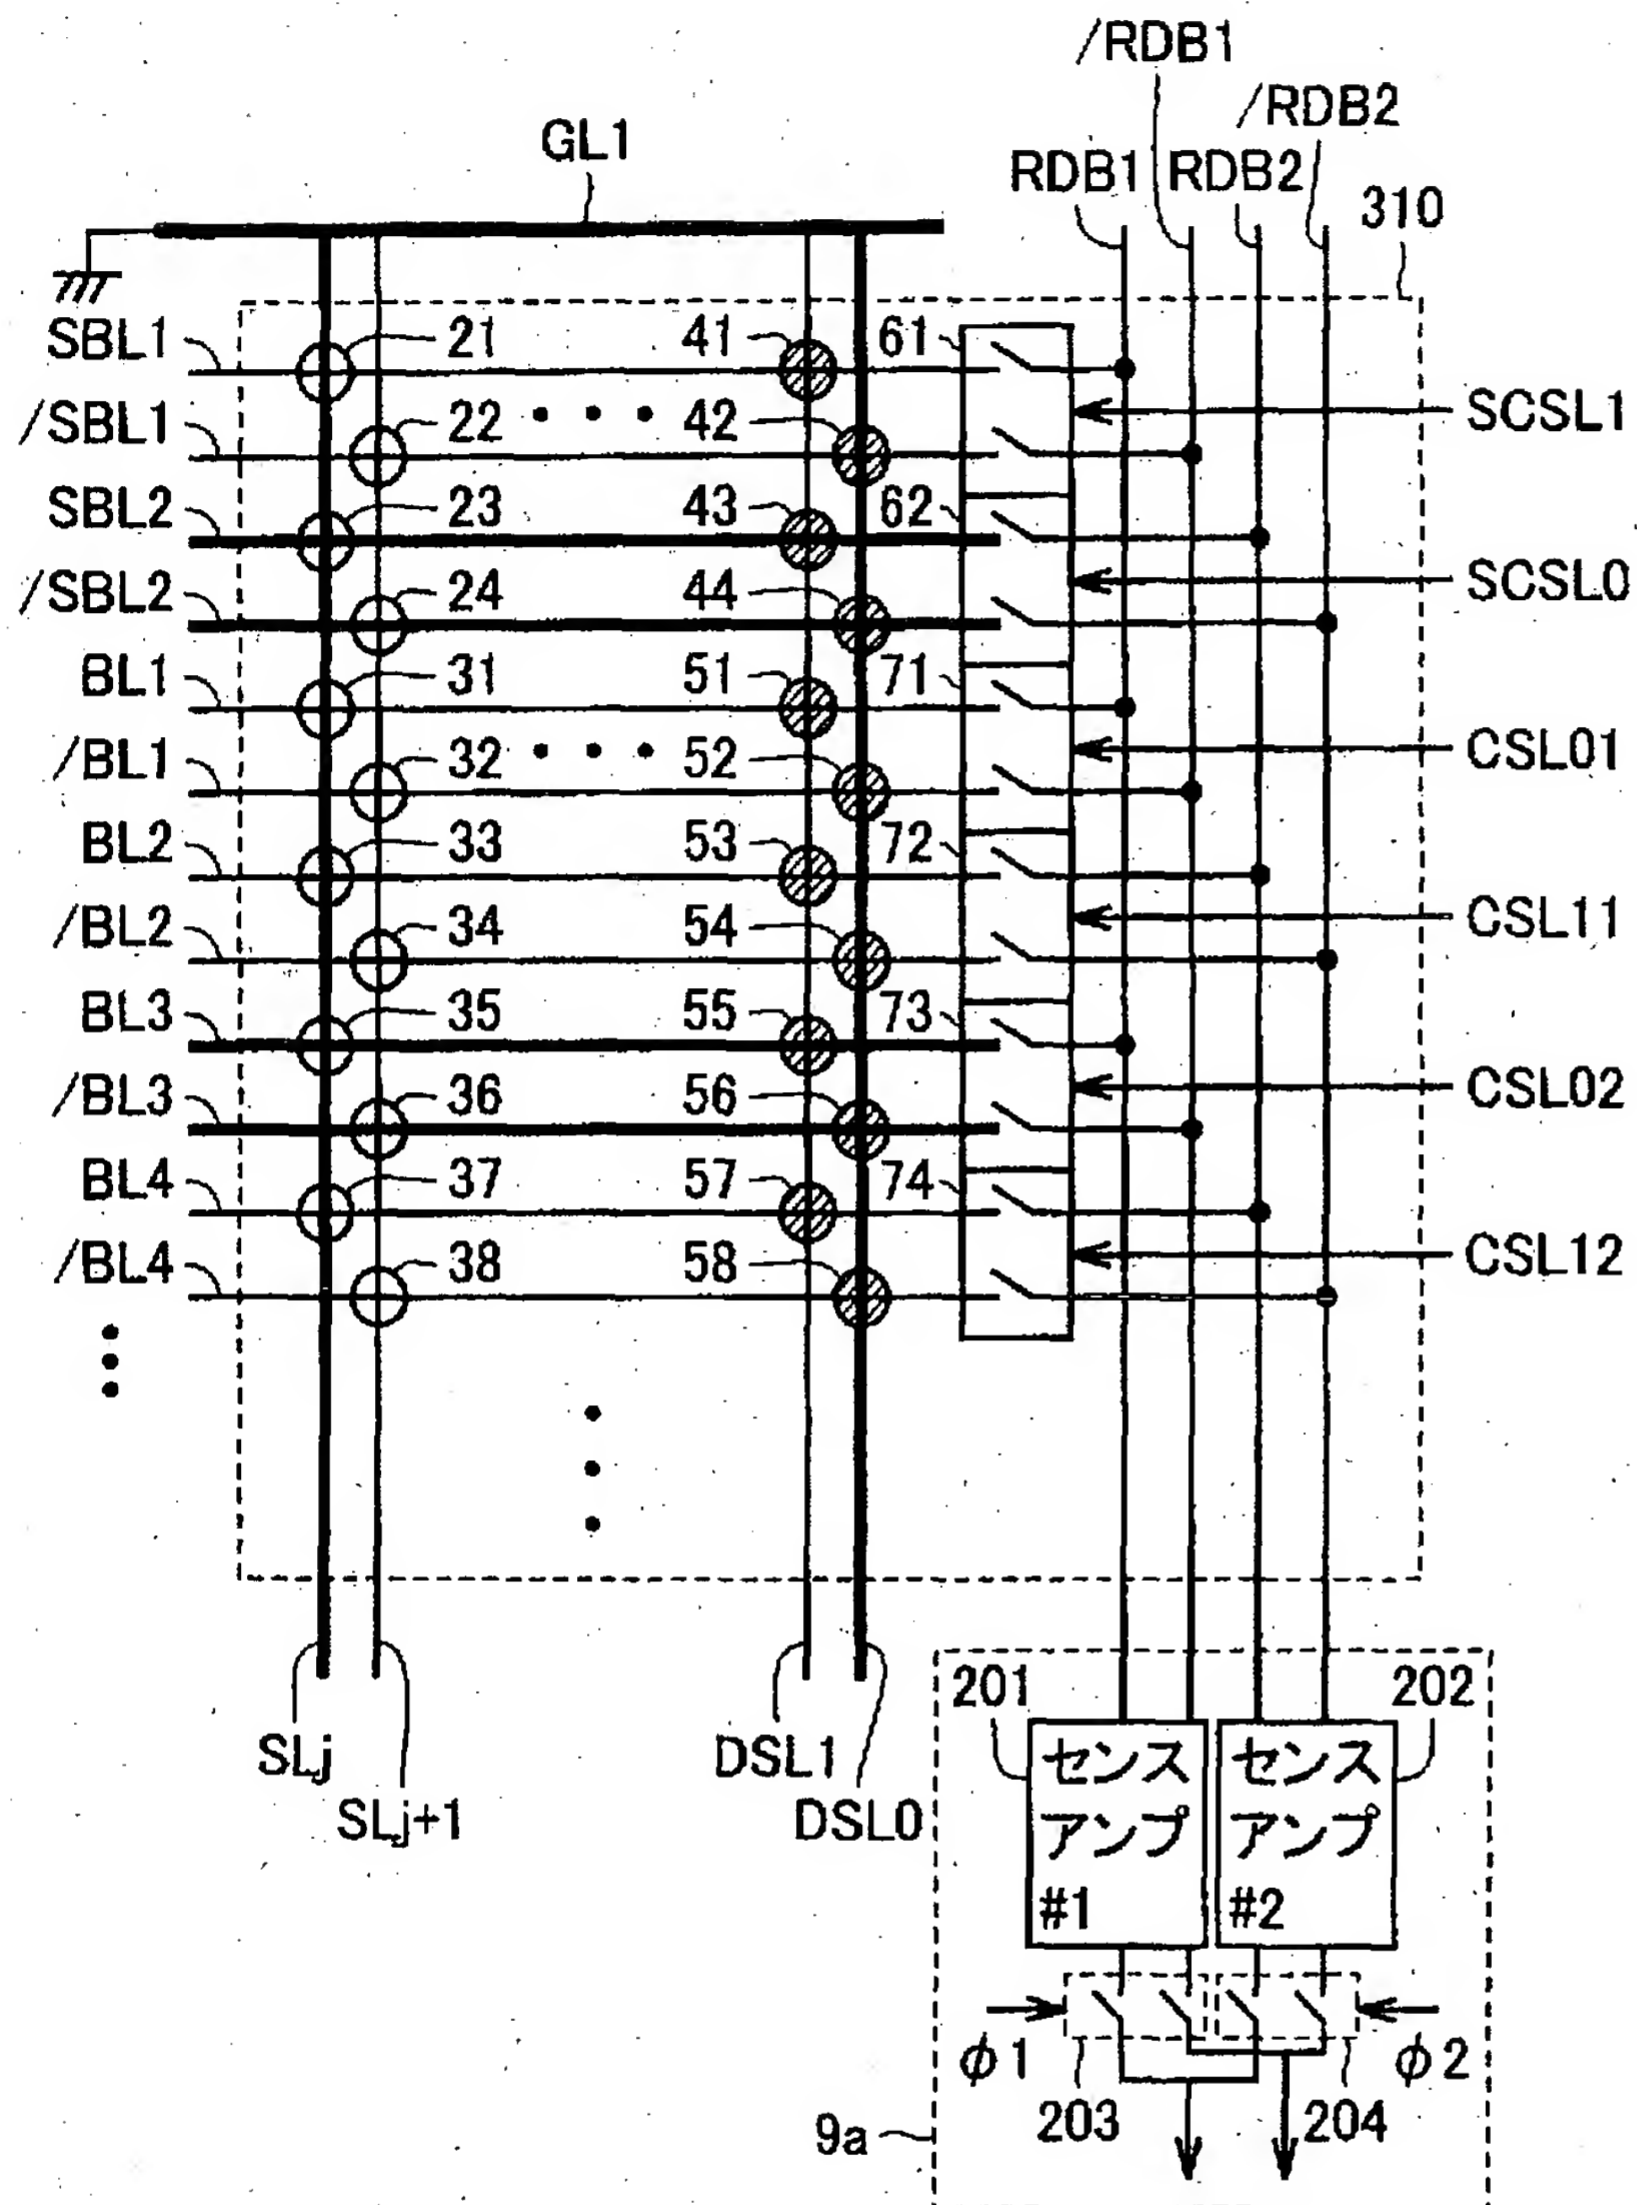 /RDB1
/RDB2
GL1
RDB1 RDB2
310
SBL1 21 41 61
SCSL1
/SBL1 22 42
SBL2 23 43 62
SCSL0
/SBL2 24 44
BL1 31 51 71
CSL01
/BL1 32 52
BL2 33 53 72
CSL11
/BL2 34 54
BL3 35 55 73
CSL02
/BL3 36 56
BL4 37 57 74
CSL12
/BL4 38 58
201 202
SLj DSL1
SLj+1 DSL0
センス
アンプ
#1
センス
アンプ
#2
φ1 φ2
203 204
9a